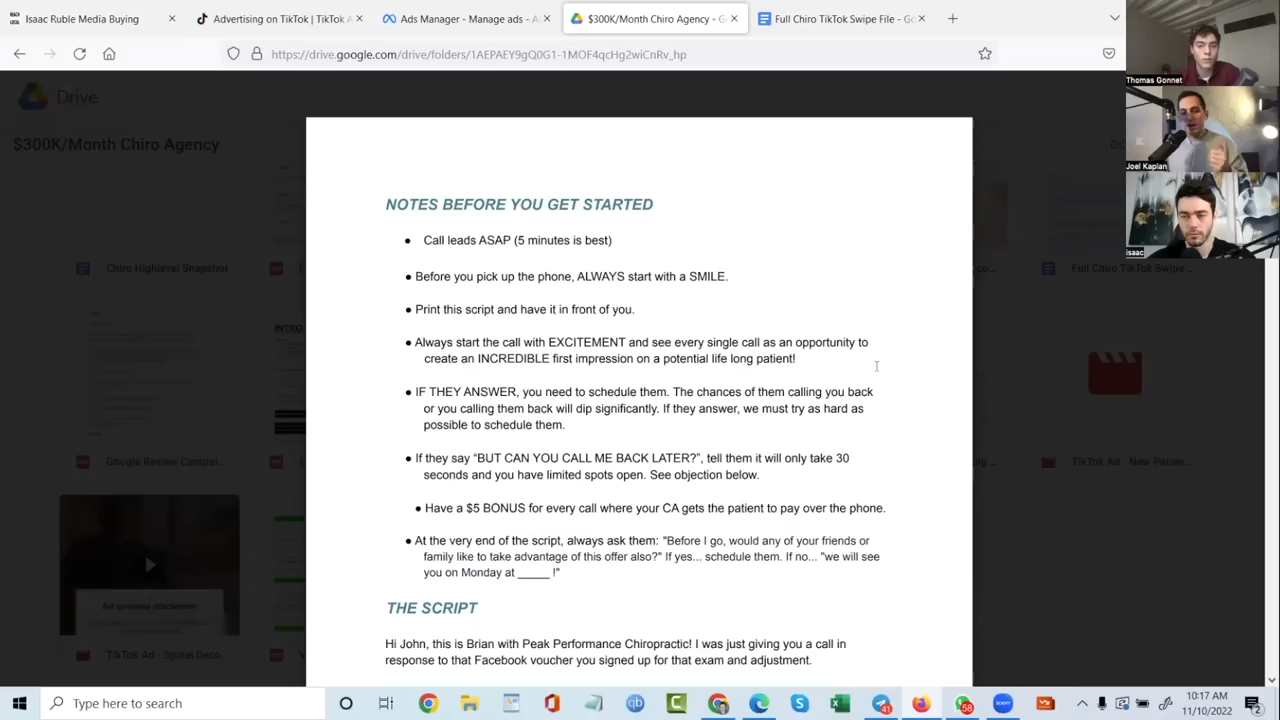 Isaac Ruble Media Buying
Advertising on TikTok | TikTok A
Ads Manager - Manage ads - A
$300K/Month Chiro Agency - G
Full Chiro TikTok Swipe File - Go
https://drive.google.com/drive/folders/1AEPAEY9gQ0G1-1MOF4qcHg2wiCnRv_hp
Thomas Gonnet
Joel Kaplan
isaac
Drive
$300K/Month Chiro Agency
NOTES BEFORE YOU GET STARTED
● Call leads ASAP (5 minutes is best)
● Before you pick up the phone, ALWAYS start with a SMILE.
● Print this script and have it in front of you.
● Always start the call with EXCITEMENT and see every single call as an opportunity to
create an INCREDIBLE first impression on a potential life long patient!
● IF THEY ANSWER, you need to schedule them. The chances of them calling you back
or you calling them back will dip significantly. If they answer, we must try as hard as
possible to schedule them.
● If they say “BUT CAN YOU CALL ME BACK LATER?”, tell them it will only take 30
seconds and you have limited spots open. See objection below.
● Have a $5 BONUS for every call where your CA gets the patient to pay over the phone.
● At the very end of the script, always ask them: "Before I go, would any of your friends or
family like to take advantage of this offer also?" If yes... schedule them. If no... "we will see
you on Monday at _____ !"
THE SCRIPT
Hi John, this is Brian with Peak Performance Chiropractic! I was just giving you a call in
response to that Facebook voucher you signed up for that exam and adjustment.
Chiro Highlevel Snapshot
Full Chiro TikTok Swipe ...
INTRO
Google Review Campai...
TikTok Ad - New Patien...
Ad preview disclaimer
TikTok Ad - Spinal Deco...
Type here to search
41
58
10:17 AM
11/10/2022
2